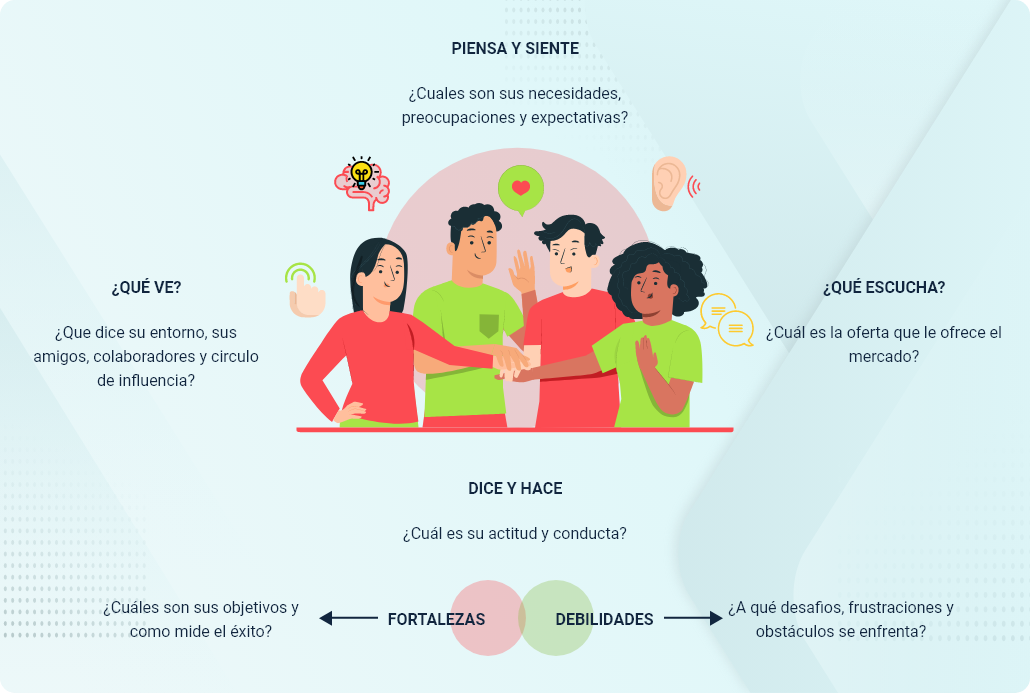 PIENSA Y SIENTE
¿Cuales son sus necesidades,
preocupaciones y expectativas?
¿QUÉ VE?
¿Que dice su entorno, sus
amigos, colaboradores y circulo
de influencia?
¿QUÉ ESCUCHA?
¿Cuál es la oferta que le ofrece el
mercado?
DICE Y HACE
¿Cuál es su actitud y conducta?
¿Cuáles son sus objetivos y
como mide el éxito?
FORTALEZAS
DEBILIDADES
¿A qué desafios, frustraciones y
obstáculos se enfrenta?